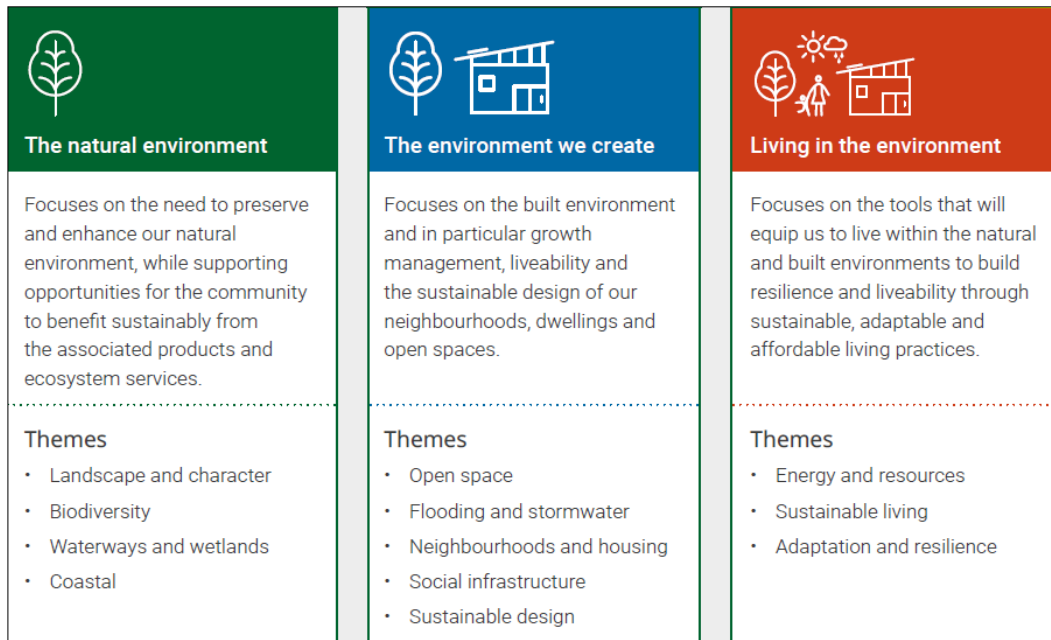 The natural environment
Focuses on the need to preserve
and enhance our natural
environment, while supporting
opportunities for the community
to benefit sustainably from
the associated products and
ecosystem services.
Themes
• Landscape and character
• Biodiversity
• Waterways and wetlands
• Coastal
The environment we create
Focuses on the built environment
and in particular growth
management, liveability and
the sustainable design of our
neighbourhoods, dwellings and
open spaces.
Themes
• Open space
• Flooding and stormwater
• Neighbourhoods and housing
• Social infrastructure
• Sustainable design
Living in the environment
Focuses on the tools that will
equip us to live within the natural
and built environments to build
resilience and liveability through
sustainable, adaptable and
affordable living practices.
Themes
• Energy and resources
• Sustainable living
• Adaptation and resilience